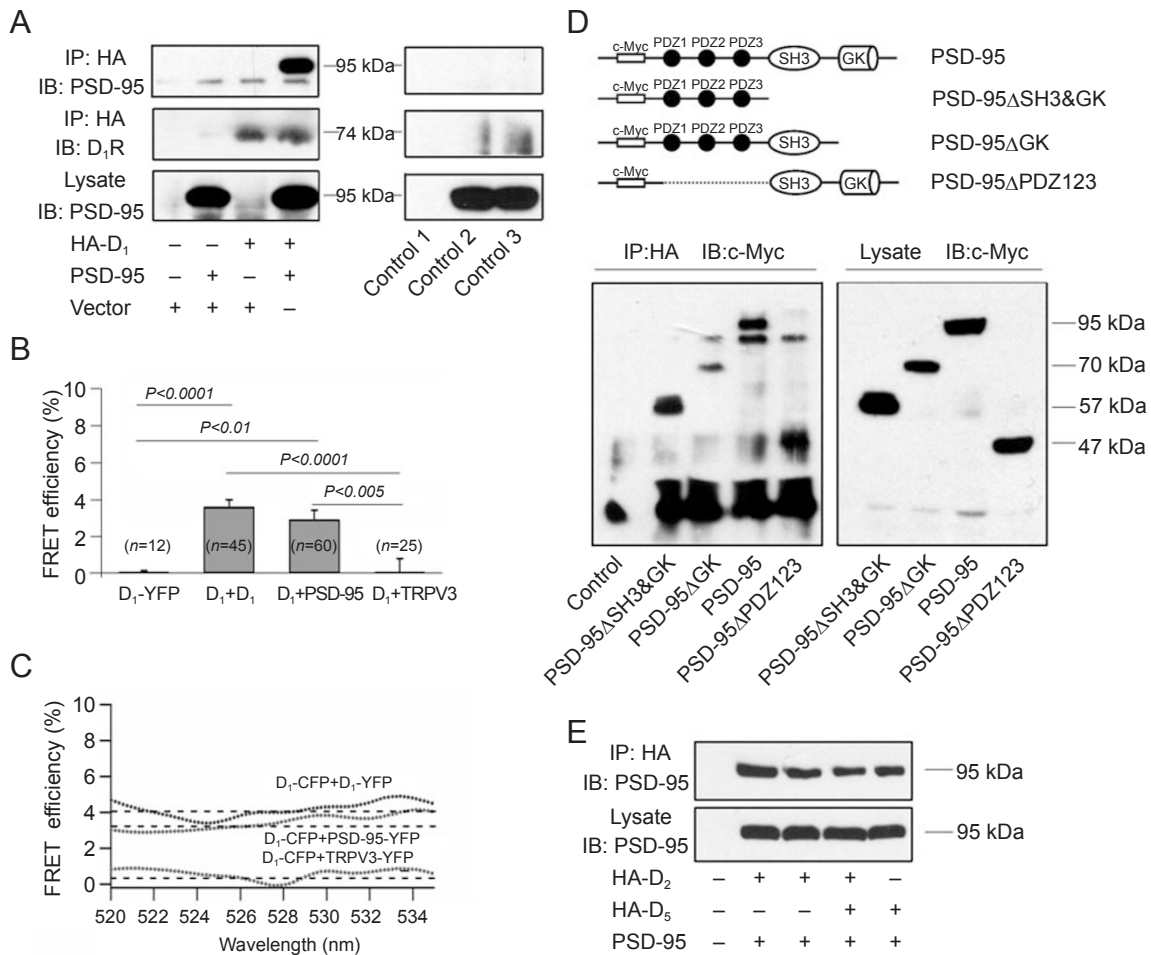 A
IP: HA
IB: PSD-95
95 kDa
IP: HA
IB: D₁R
74 kDa
Lysate
IB: PSD-95
95 kDa
HA-D₁ – – + +
PSD-95 – + – +
Vector + + + –
Control 1
Control 2
Control 3
B
FRET efficiency (%)
10
8
6
4
2
0
P<0.0001
P<0.01
P<0.0001
P<0.005
(n=12) (n=45) (n=60) (n=25)
D₁-YFP D₁+D₁ D₁+PSD-95 D₁+TRPV3
C
FRET efficiency (%)
10
8
6
4
2
0
D₁-CFP+D₁-YFP
D₁-CFP+PSD-95-YFP
D₁-CFP+TRPV3-YFP
520 522 524 526 528 530 532 534
Wavelength (nm)
D
c-Myc PDZ1 PDZ2 PDZ3 SH3 GK PSD-95
c-Myc PDZ1 PDZ2 PDZ3 PSD-95ΔSH3&GK
c-Myc PDZ1 PDZ2 PDZ3 SH3 PSD-95ΔGK
c-Myc SH3 GK PSD-95ΔPDZ123
IP:HA IB:c-Myc
Lysate IB:c-Myc
95 kDa
70 kDa
57 kDa
47 kDa
Control
PSD-95ΔSH3&GK
PSD-95ΔGK
PSD-95
PSD-95ΔPDZ123
PSD-95ΔSH3&GK
PSD-95ΔGK
PSD-95
PSD-95ΔPDZ123
E
IP: HA
IB: PSD-95
95 kDa
Lysate
IB: PSD-95
95 kDa
HA-D₂ – + + + –
HA-D₅ – – – + +
PSD-95 – + + + +